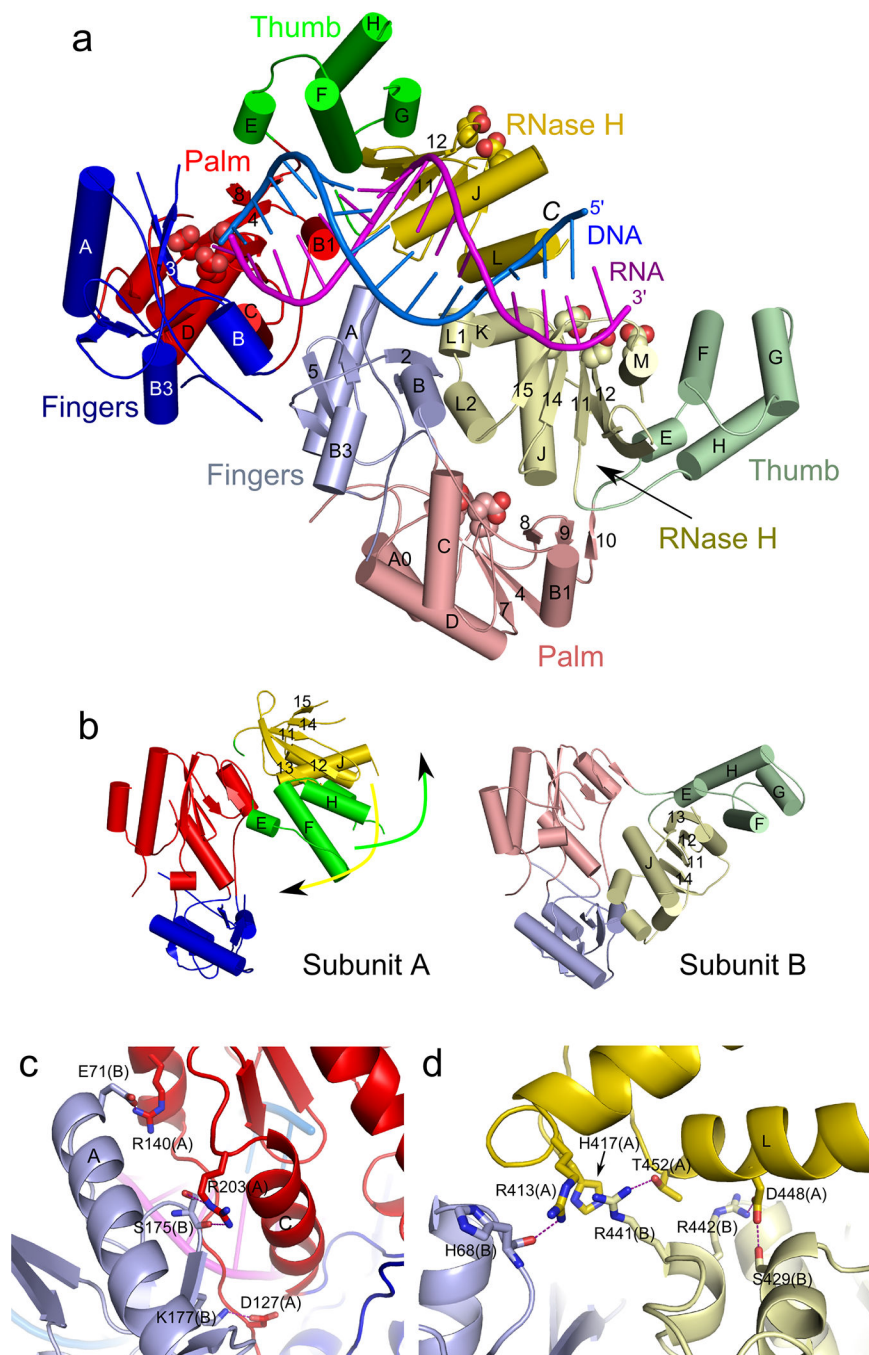 a
Thumb
H
F
E
G
RNase H
12
Palm
11
J
8
4
C
5'
A
B1
DNA
3
L
RNA
3'
D
C
B
A
L1
K
M
F
G
2
5
B
15
12
B3
L2
14
11
Fingers
E
J
H
B3
Thumb
Fingers
C
8
9
RNase H
10
A0
4
B1
7
D
Palm
b
15
14
11
J
12
13
H
H
E
G
E
F
F
13
12
J
11
14
Subunit A
Subunit B
c
d
E71(B)
H417(A)
L
A
R140(A)
T452(A)
R413(A)
R203(A)
D448(A)
S175(B)
C
R441(B)
R442(B)
H68(B)
K177(B)
D127(A)
S429(B)